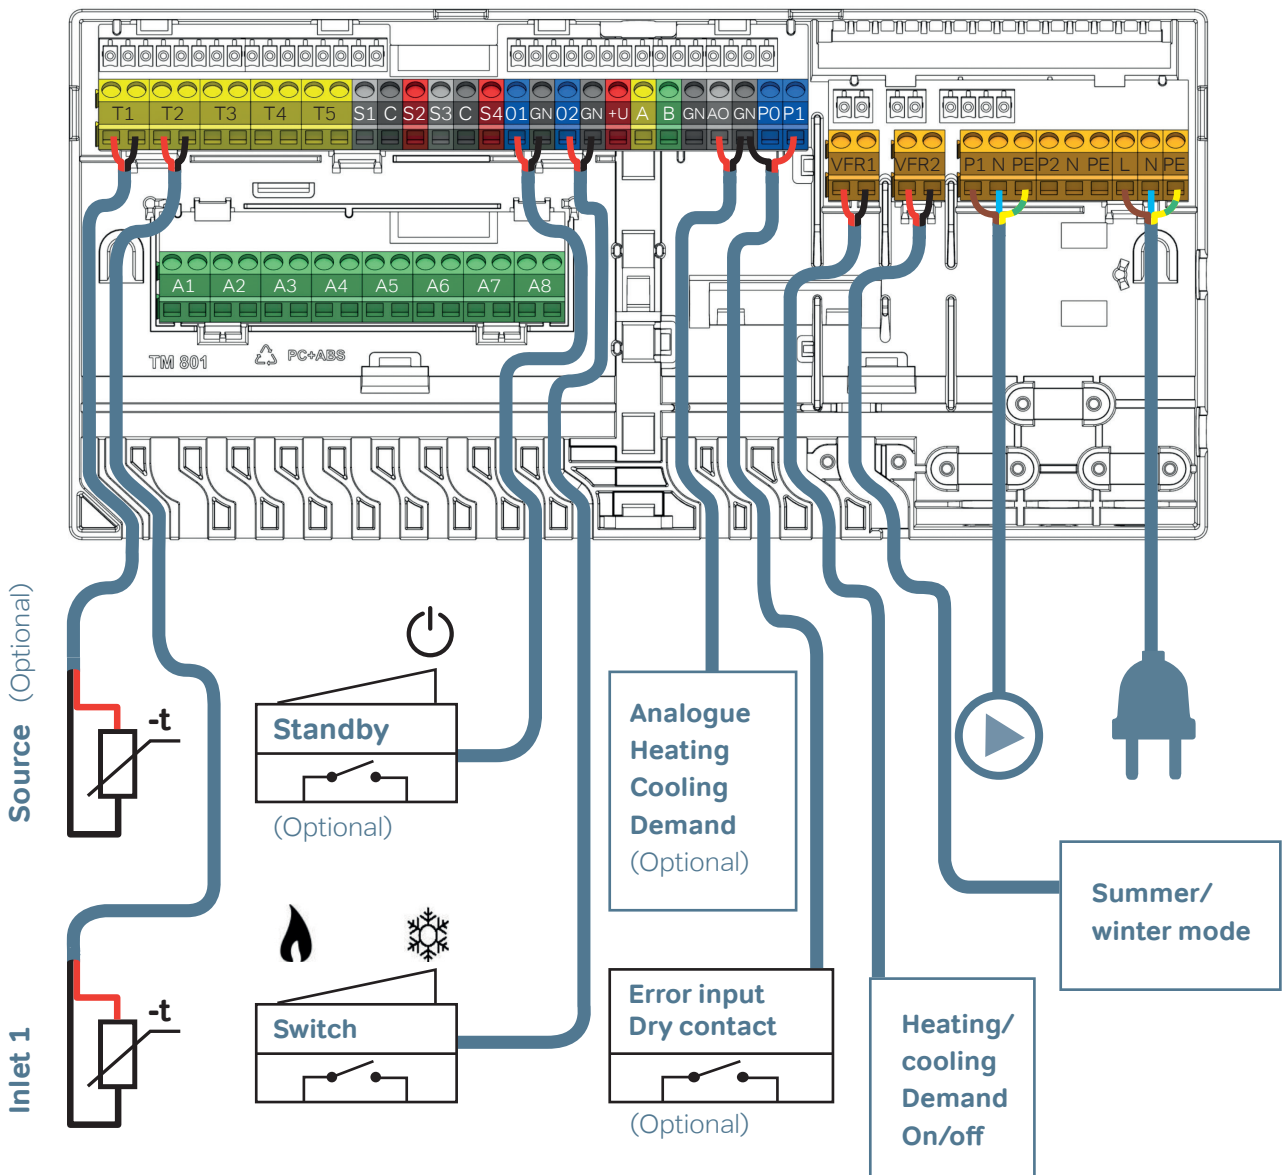 T1 T2 T3 T4 T5 S1 C S2 S3 C S4 01 GN 02 GN +U A B GN AO GN P0 P1
VFR1 VFR2 P1 N PE P2 N PE L N PE
A1 A2 A3 A4 A5 A6 A7 A8
TM 801 PC+ABS
Source (Optional)
-t
Standby
(Optional)
Analogue
Heating
Cooling
Demand
(Optional)
Summer/
winter mode
Inlet 1
-t
Switch
Error input
Dry contact
(Optional)
Heating/
cooling
Demand
On/off